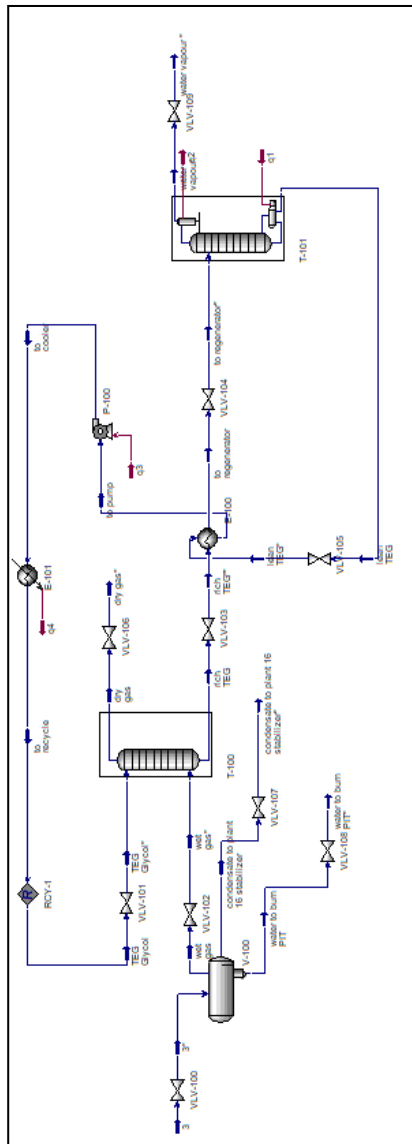 3
VLV-100
3"
V-100
wet
gas
VLV-102
wet
gas"
condensate to plant
16 stabilizer
VLV-107
condensate to plant 16
stabilizer"
water to burn
PIT
VLV-108
water to burn
PIT"
RCY-1
TEG
Glycol
VLV-101
TEG
Glycol"
to
recycle
T-100
dry
gas
VLV-106
dry gas"
rich
TEG
VLV-103
rich
TEG"
E-101
q4
to
cooler
P-100
q3
to pump
E-100
to
regenerator
VLV-104
to regenerator"
lean
TEG"
VLV-105
lean
TEG
T-101
q1
water
vapour
q2
VLV-109
water vapour"